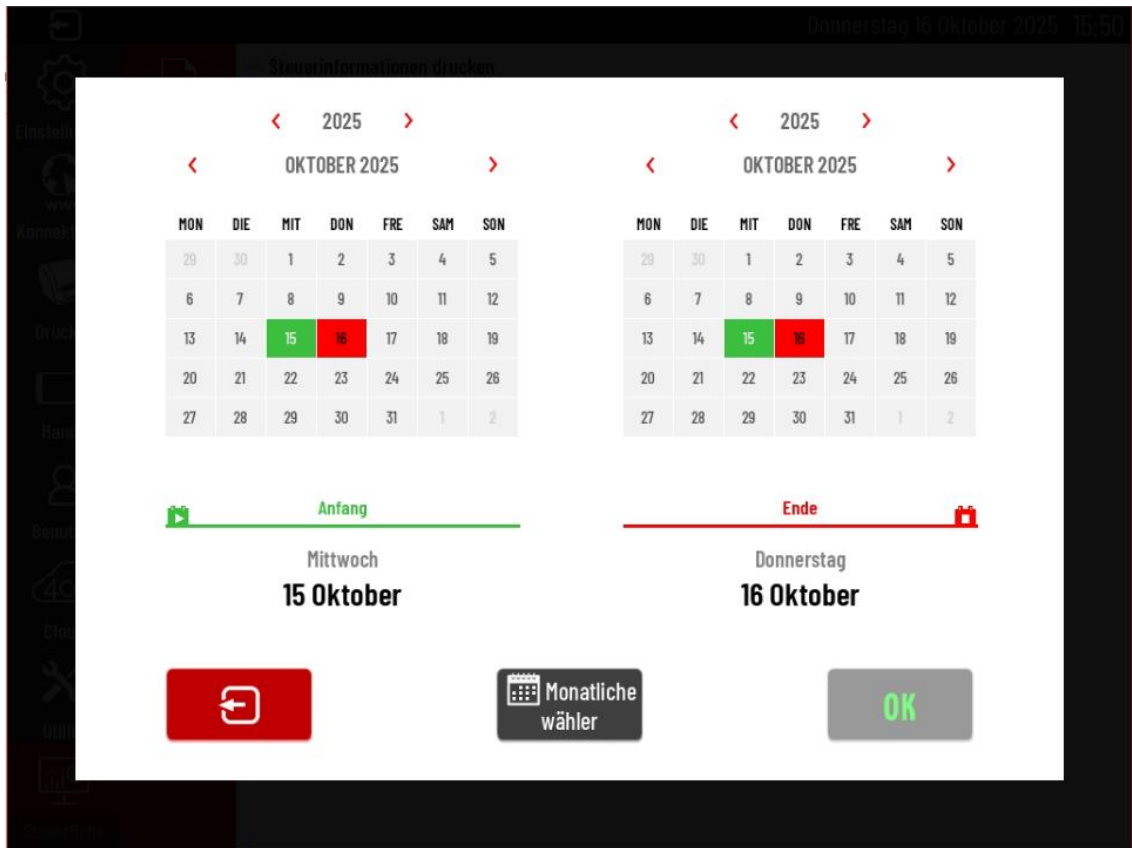 Donnerstag 16 Oktober 2025 15:50
Steuerinformationen drucken
2025
OKTOBER 2025
MON DIE MIT DON FRE SAM SON
29 30 1 2 3 4 5
6 7 8 9 10 11 12
13 14 15 16 17 18 19
20 21 22 23 24 25 26
27 28 29 30 31 1 2
Anfang
Mittwoch
15 Oktober
2025
OKTOBER 2025
MON DIE MIT DON FRE SAM SON
29 30 1 2 3 4 5
6 7 8 9 10 11 12
13 14 15 16 17 18 19
20 21 22 23 24 25 26
27 28 29 30 31 1 2
Ende
Donnerstag
16 Oktober
Monatliche
wähler
OK